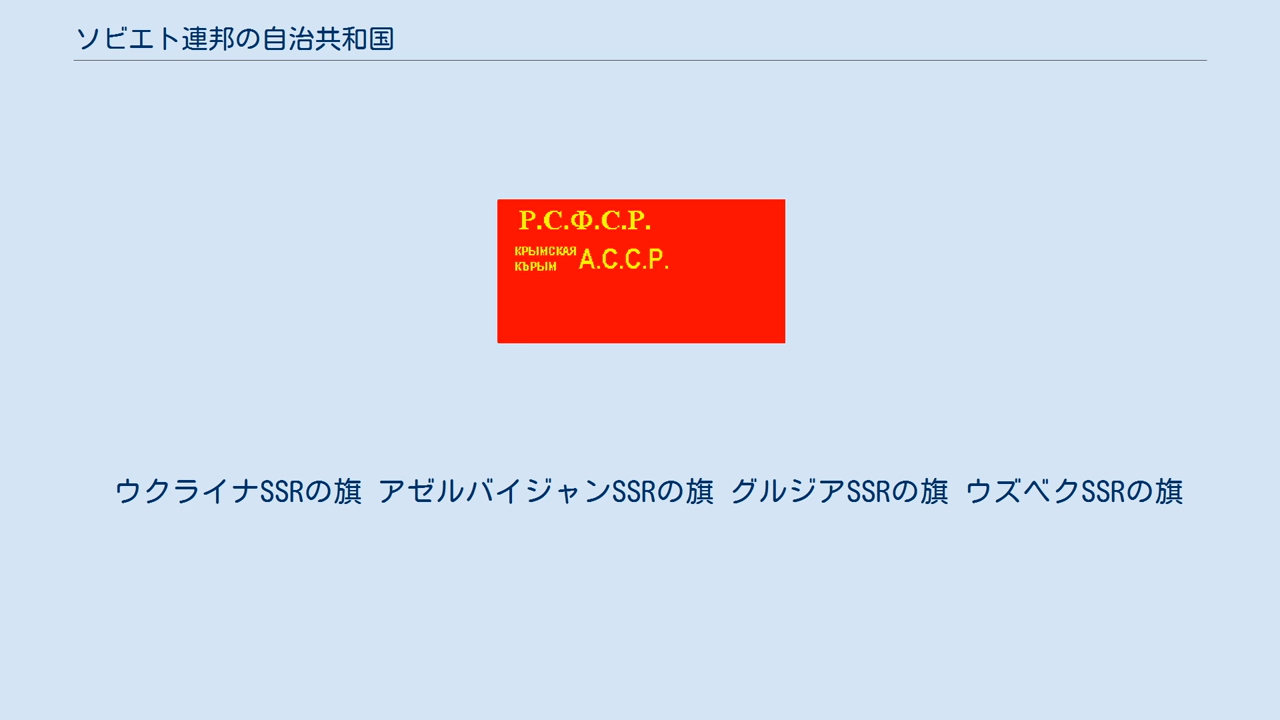 ソビエト連邦の自治共和国
Р.С.Ф.С.Р.
КРЫМСКАЯ А.С.С.Р.
КЪРЫМ
ウクライナSSRの旗 アゼルバイジャンSSRの旗 グルジアSSRの旗 ウズベクSSRの旗